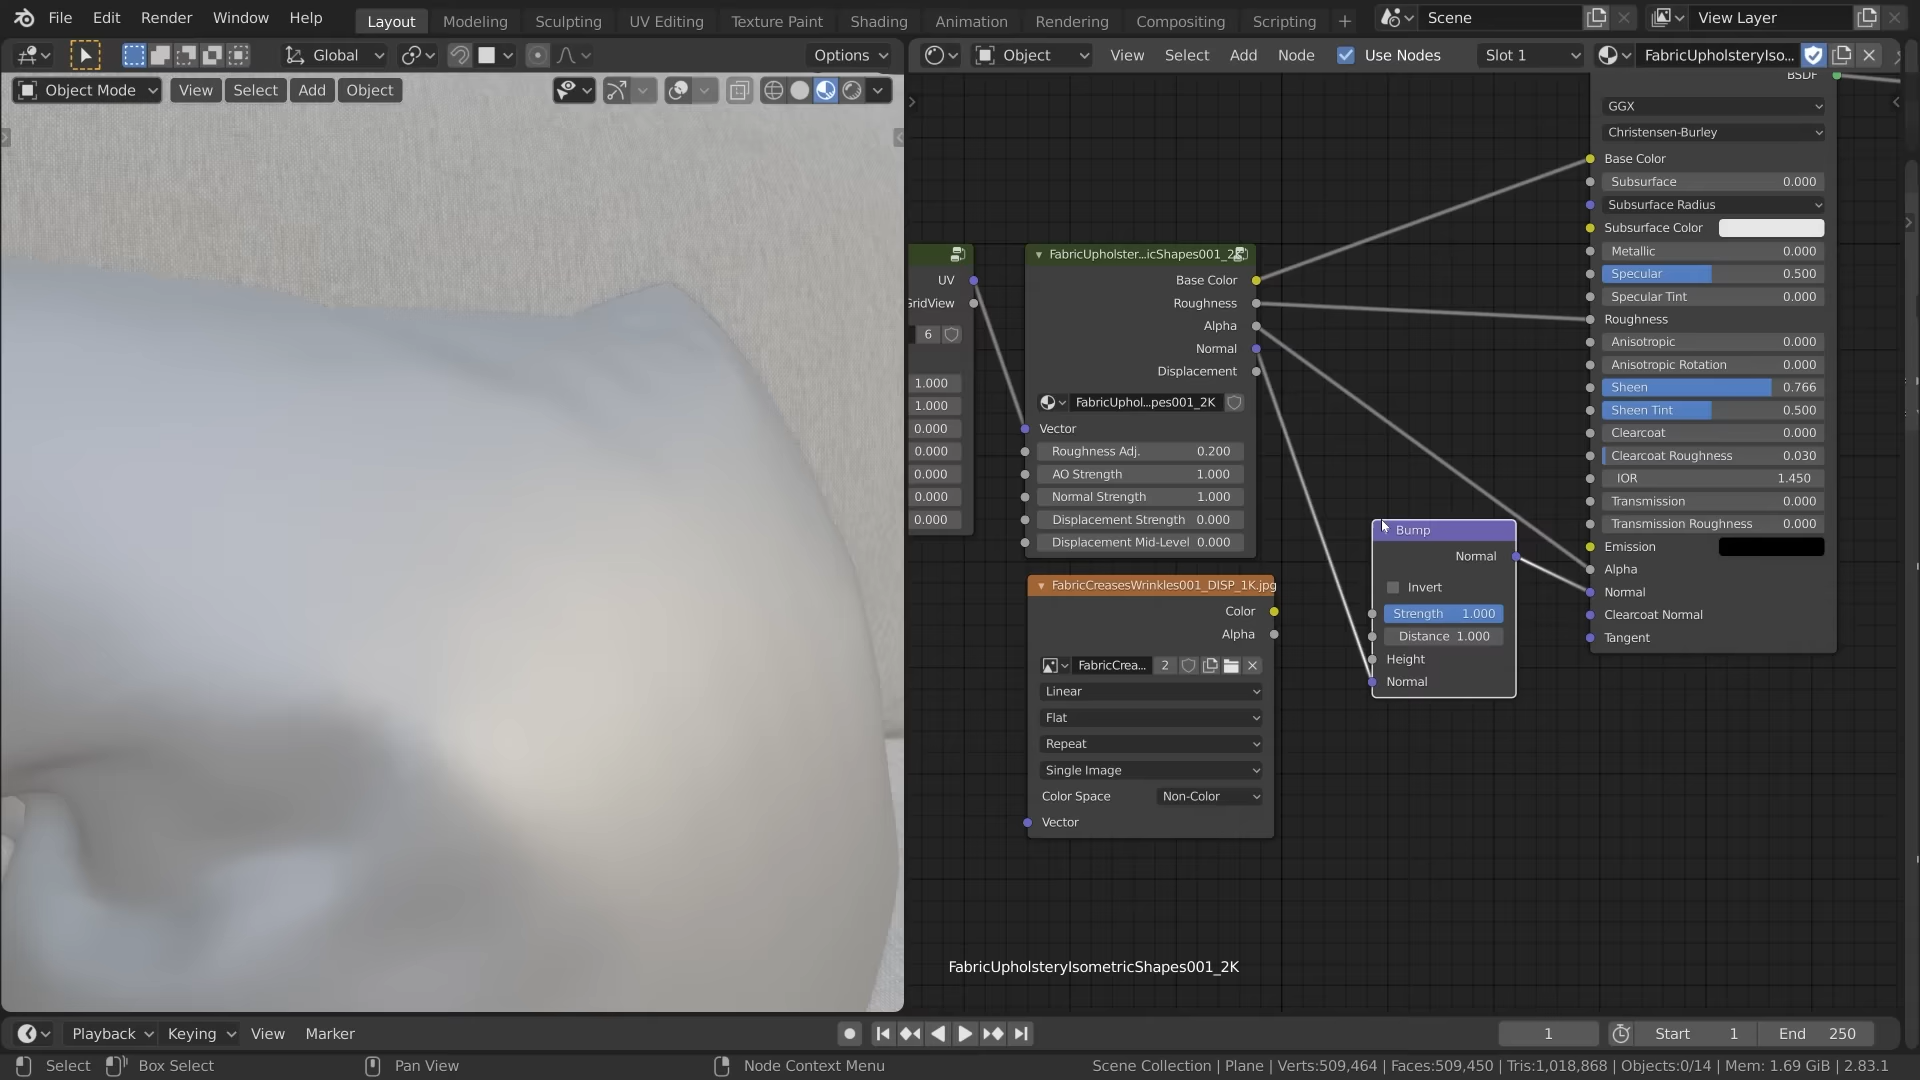 File Edit Render Window Help Layout Modeling Sculpting UV Editing Texture Paint Shading Animation Rendering Compositing Scripting + Scene View Layer
Global Options Object View Select Add Node Use Nodes Slot 1 FabricUpholsteryIso...
Object Mode View Select Add Object
BSDF
GGX
Christensen-Burley
Base Color
Subsurface 0.000
Subsurface Radius
Subsurface Color
Metallic 0.000
Specular 0.500
Specular Tint 0.000
Roughness
Anisotropic 0.000
Anisotropic Rotation 0.000
Sheen 0.766
Sheen Tint 0.500
Clearcoat 0.000
Clearcoat Roughness 0.030
IOR 1.450
Transmission 0.000
Transmission Roughness 0.000
Emission
Alpha
Normal
Clearcoat Normal
Tangent
UV
GridView
6
1.000
1.000
0.000
0.000
0.000
0.000
0.000
FabricUpholster...icShapes001_2K
Base Color
Roughness
Alpha
Normal
Displacement
FabricUphol...pes001_2K
Vector
Roughness Adj. 0.200
AO Strength 1.000
Normal Strength 1.000
Displacement Strength 0.000
Displacement Mid-Level 0.000
Bump
Normal
Invert
Strength 1.000
Distance 1.000
Height
Normal
FabricCreasesWrinkles001_DISP_1K.jpg
Color
Alpha
FabricCrea... 2
Linear
Flat
Repeat
Single Image
Color Space Non-Color
Vector
FabricUpholsteryIsometricShapes001_2K
Playback Keying View Marker 1 Start 1 End 250
Select Box Select Pan View Node Context Menu Scene Collection | Plane | Verts:509,464 | Faces:509,450 | Tris:1,018,868 | Objects:0/14 | Mem: 1.69 GiB | 2.83.1